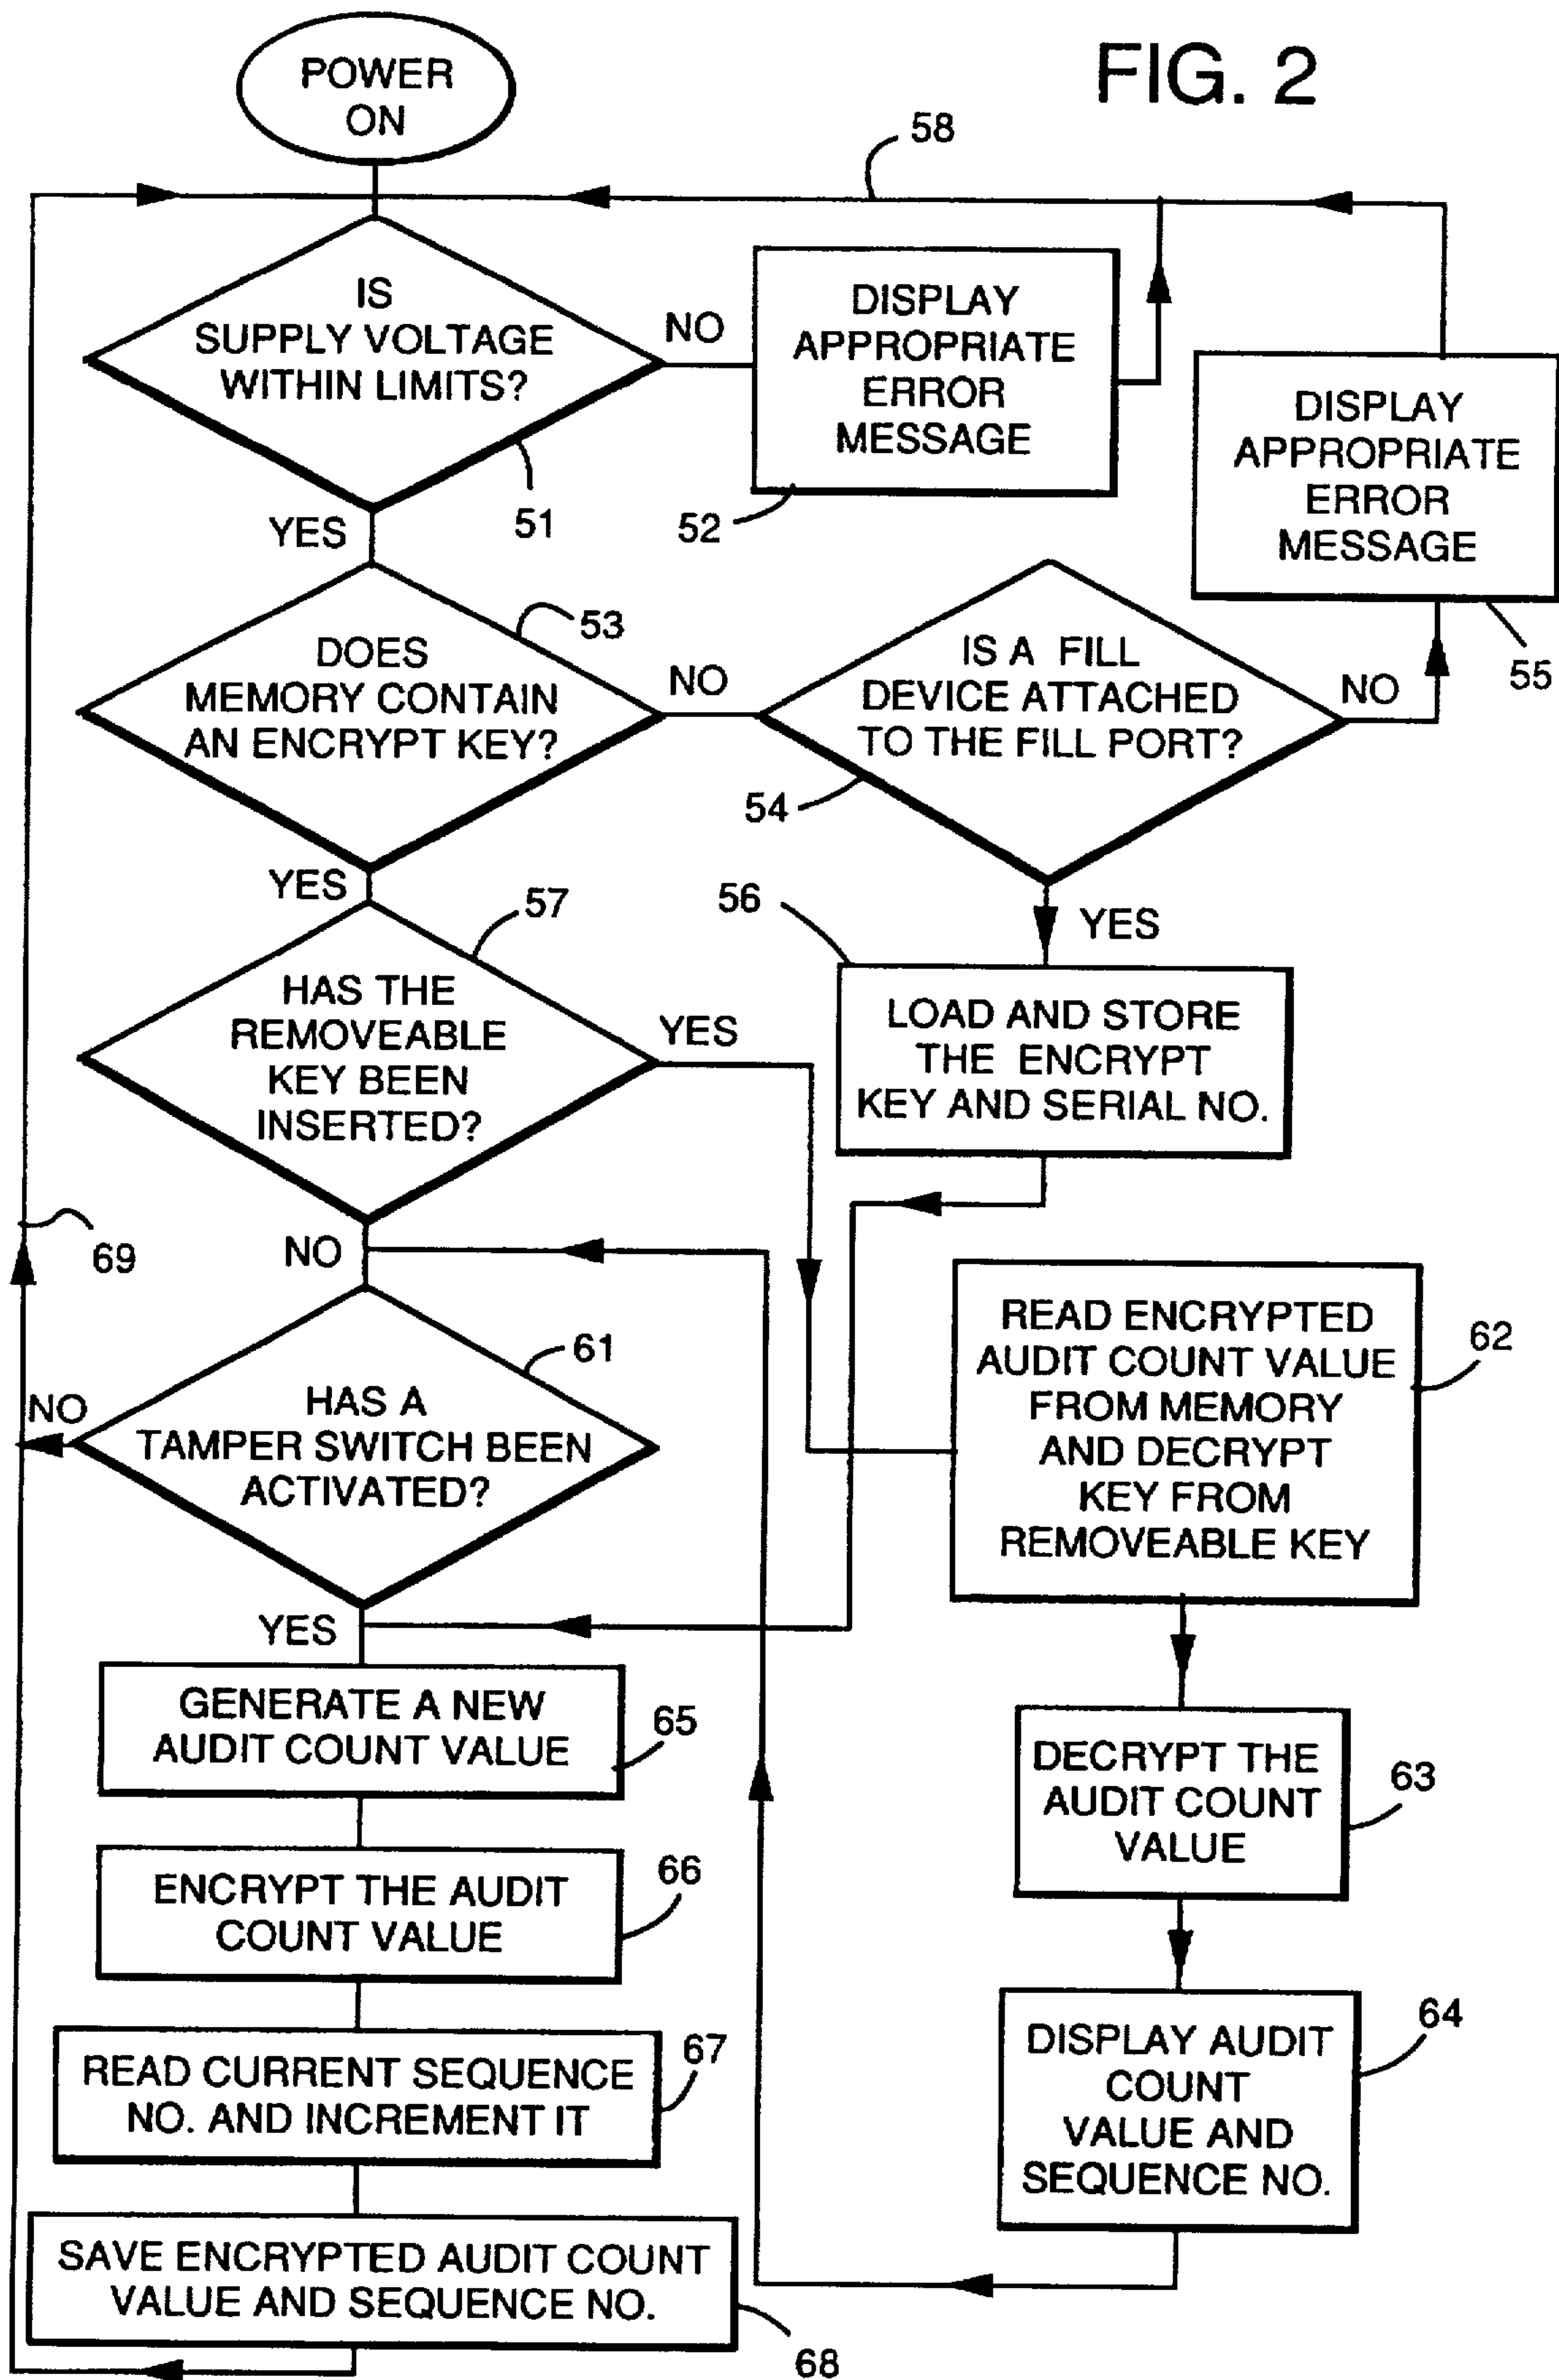 FIG. 2
POWER
ON
58
IS
SUPPLY VOLTAGE
WITHIN LIMITS?
51
NO
DISPLAY
APPROPRIATE
ERROR
MESSAGE
52
DISPLAY
APPROPRIATE
ERROR
MESSAGE
55
YES
53
DOES
MEMORY CONTAIN
AN ENCRYPT KEY?
NO
IS A FILL
DEVICE ATTACHED
TO THE FILL PORT?
54
NO
YES
57
HAS THE
REMOVEABLE
KEY BEEN
INSERTED?
YES
56
YES
LOAD AND STORE
THE ENCRYPT
KEY AND SERIAL NO.
69
NO
61
HAS A
TAMPER SWITCH BEEN
ACTIVATED?
NO
READ ENCRYPTED
AUDIT COUNT VALUE
FROM MEMORY
AND DECRYPT
KEY FROM
REMOVEABLE KEY
62
YES
GENERATE A NEW
AUDIT COUNT VALUE
65
DECRYPT THE
AUDIT COUNT
VALUE
63
ENCRYPT THE AUDIT
COUNT VALUE
66
READ CURRENT SEQUENCE
NO. AND INCREMENT IT
67
DISPLAY AUDIT
COUNT
VALUE AND
SEQUENCE NO.
64
SAVE ENCRYPTED AUDIT COUNT
VALUE AND SEQUENCE NO.
68